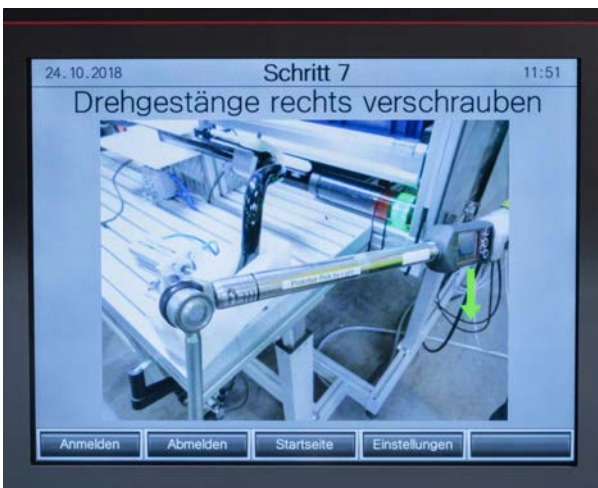 24.10.2018 Schritt 7 11:51
Drehgestänge rechts verschrauben
Anmelden Abmelden Startseite Einstellungen